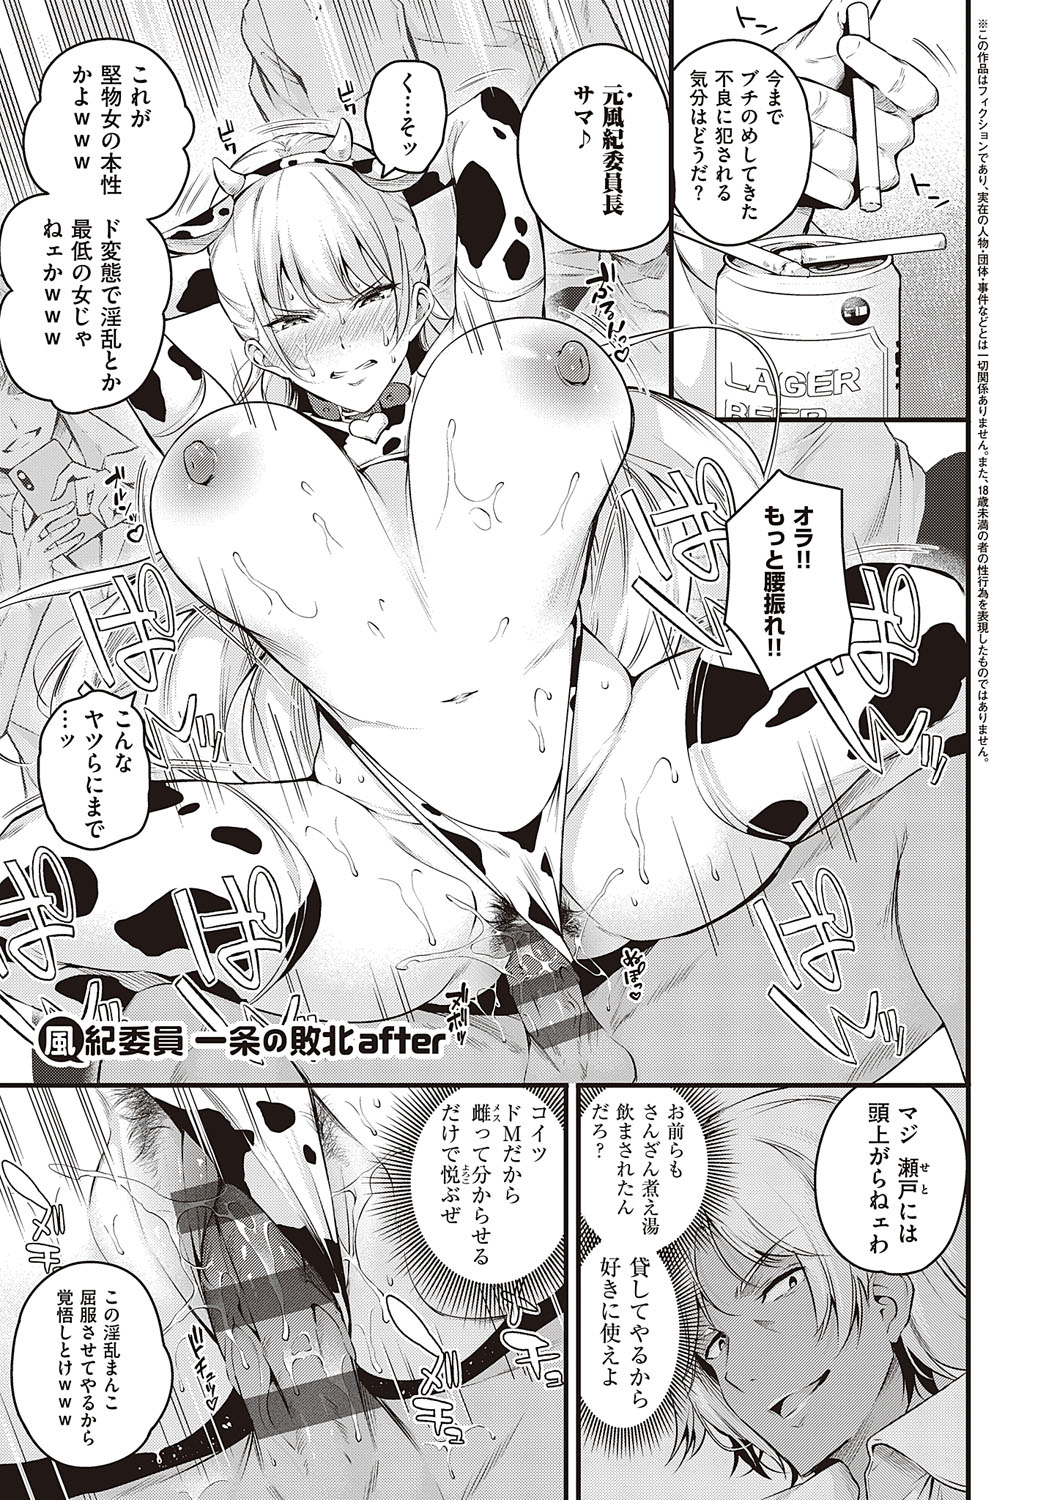 ※この作品はフィクションであり、実在の人物・団体・事件などとは一切関係ありません。また、18歳未満の者の性行為を表現したものではありません。
今まで
ブチのめしてきた
不良に犯される
気分はどうだ?
LAGER
BEER
元風紀委員長
サマ♪
く…そッ
これが
堅物女の本性
かよwww
ド変態で淫乱とか
最低の女じゃ
ねェかwww
ぶるんっ♡
オラ!!
もっと腰振れ!!
こんな
ヤツらにまで
…ッ
風紀委員 一条の敗北after
マジ 瀬戸には
せと
頭上がらねェわ
お前らも
さんざん煮え湯
飲まされたん
だろ?
貸してやるから
好きに使えよ
コイツ
ドMだから
雌って分からせる
メス
だけで悦ぶぜ
よろこ
この淫乱まんこ
屈服させてやるから
覚悟しとけwww